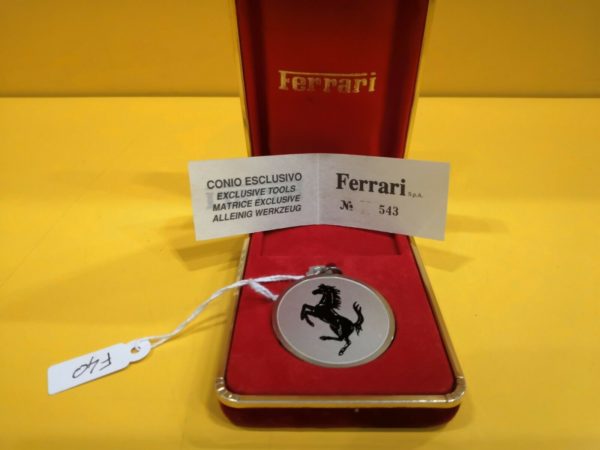 Ferrari
CONIO ESCLUSIVO
EXCLUSIVE TOOLS
MATRICE EXCLUSIVE
ALLEINIG WERKZEUG
Ferrari S.p.A.
№ 543
F40